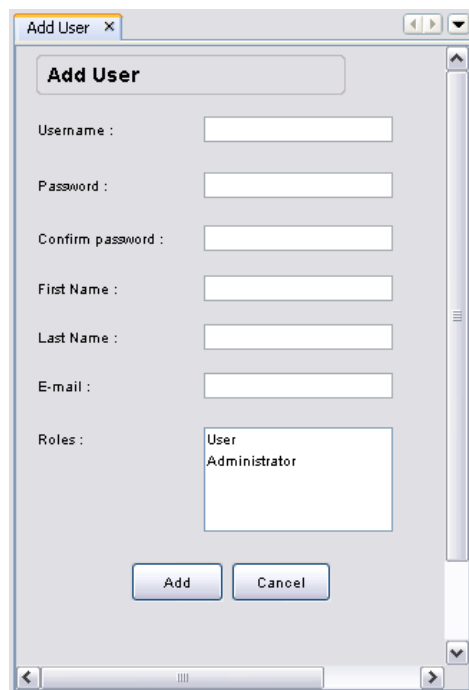 Add User
Add User
Username :
Password :
Confirm password :
First Name :
Last Name :
E-mail :
Roles :
User
Administrator
Add
Cancel